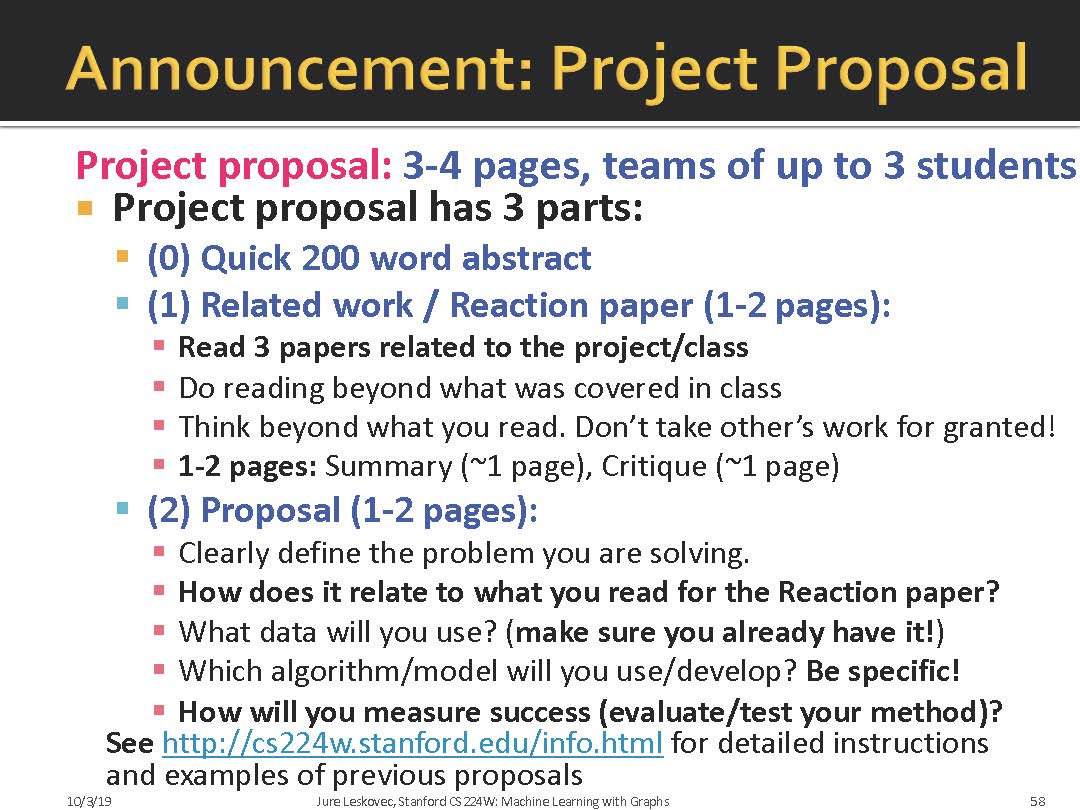 Announcement: Project Proposal
Project proposal: 3-4 pages, teams of up to 3 students
Project proposal has 3 parts:
(0) Quick 200 word abstract
(1) Related work / Reaction paper (1-2 pages):
Read 3 papers related to the project/class
Do reading beyond what was covered in class
Think beyond what you read. Don’t take other’s work for granted!
1-2 pages: Summary (~1 page), Critique (~1 page)
(2) Proposal (1-2 pages):
Clearly define the problem you are solving.
How does it relate to what you read for the Reaction paper?
What data will you use? (make sure you already have it!)
Which algorithm/model will you use/develop? Be specific!
How will you measure success (evaluate/test your method)?
See http://cs224w.stanford.edu/info.html for detailed instructions
and examples of previous proposals
10/3/19 Jure Leskovec, Stanford CS224W: Machine Learning with Graphs 58